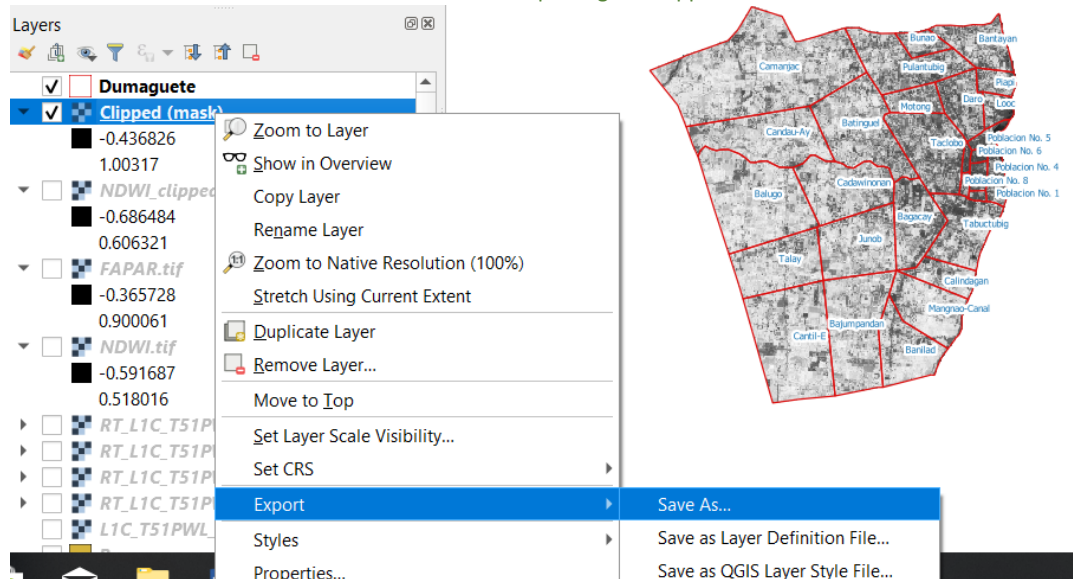 Layers
Dumaguete
Clipped (mask)
-0.436826
1.00317
NDWI_clipped
-0.686484
0.606321
FAPAR.tif
-0.365728
0.900061
NDWI.tif
-0.591687
0.518016
RT_L1C_T51P
RT_L1C_T51P
RT_L1C_T51P
RT_L1C_T51P
L1C_T51PWL_
Zoom to Layer
Show in Overview
Copy Layer
Rename Layer
Zoom to Native Resolution (100%)
Stretch Using Current Extent
Duplicate Layer
Remove Layer...
Move to Top
Set Layer Scale Visibility...
Set CRS
Export
Styles
Properties...
Save As...
Save as Layer Definition File...
Save as QGIS Layer Style File...
Bunao
Bantayan
Camanjac
Pulantubig
Piapi
Daro
Looc
Motong
Batinguel
Candau-Ay
Taclobo
Poblacion No. 5
Poblacion No. 6
Poblacion No. 4
Cadawinonan
Poblacion No. 8
Balugo
Poblacion No. 1
Bagacay
Tabuctubig
Junob
Talay
Calindagan
Mangnao-Canal
Bajumpandan
Cantil-E
Banilad